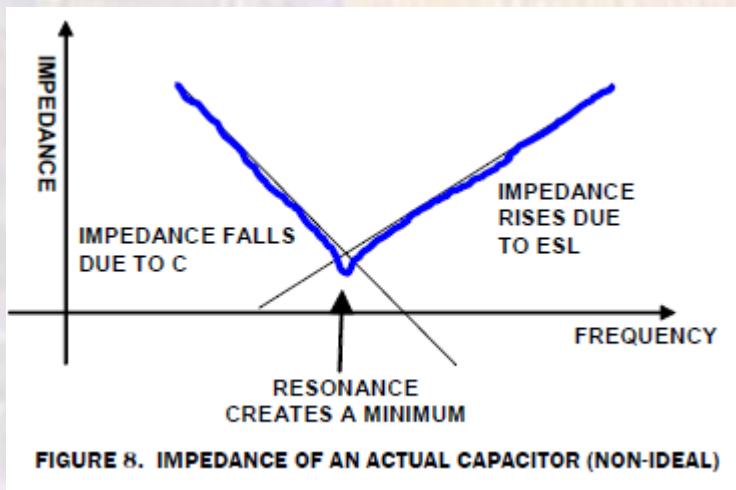 IMPEDANCE
IMPEDANCE FALLS
DUE TO C
IMPEDANCE
RISES DUE
TO ESL
FREQUENCY
RESONANCE
CREATES A MINIMUM
FIGURE 8. IMPEDANCE OF AN ACTUAL CAPACITOR (NON-IDEAL)